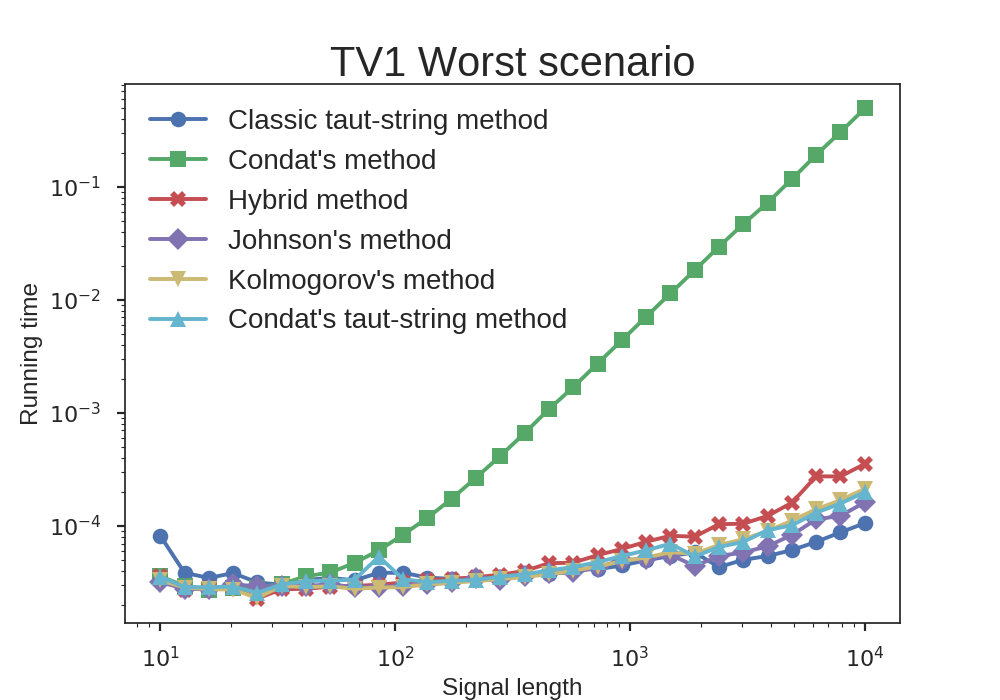 TV1 Worst scenario
Classic taut-string method
Condat's method
Hybrid method
Johnson's method
Kolmogorov's method
Condat's taut-string method
Running time
10⁻¹
10⁻²
10⁻³
10⁻⁴
10¹ 10² 10³ 10⁴
Signal length